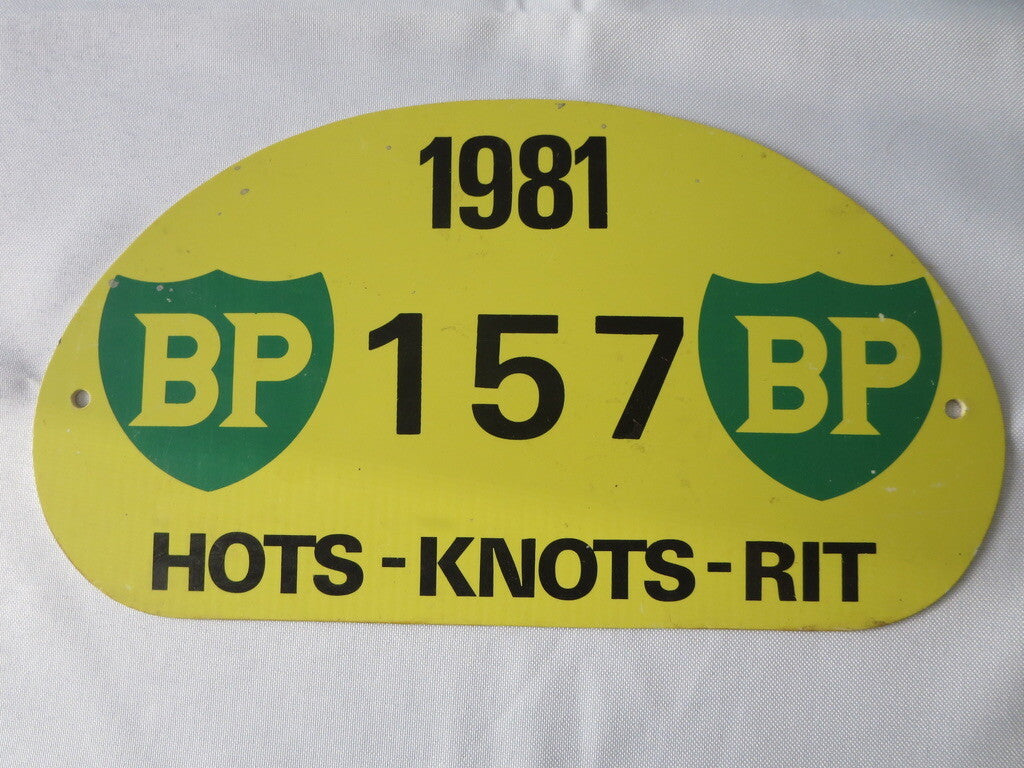 1981
BP 157 BP
HOTS - KNOTS - RIT